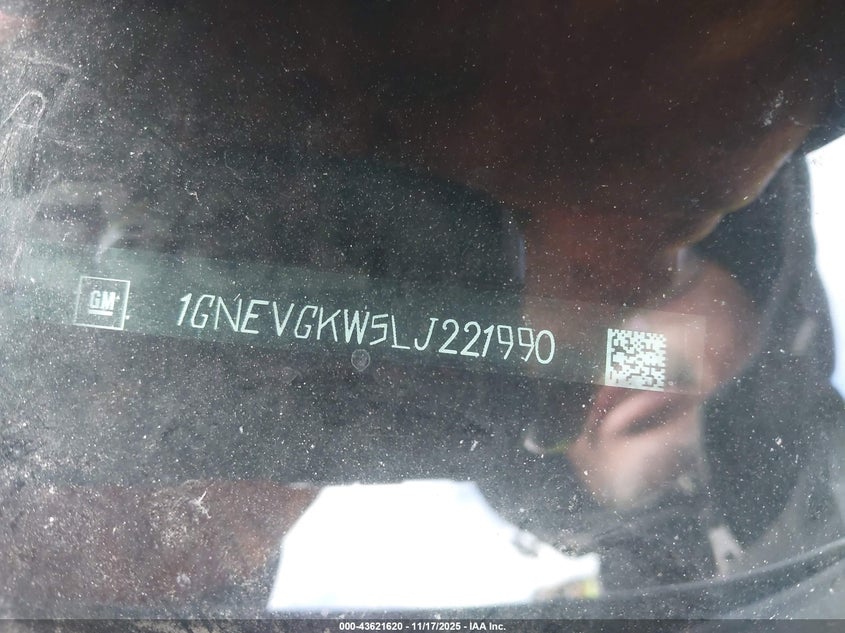 GM
1GNEVGKW5LJ221990
000-43621620 - 11/17/2025 - IAA Inc.